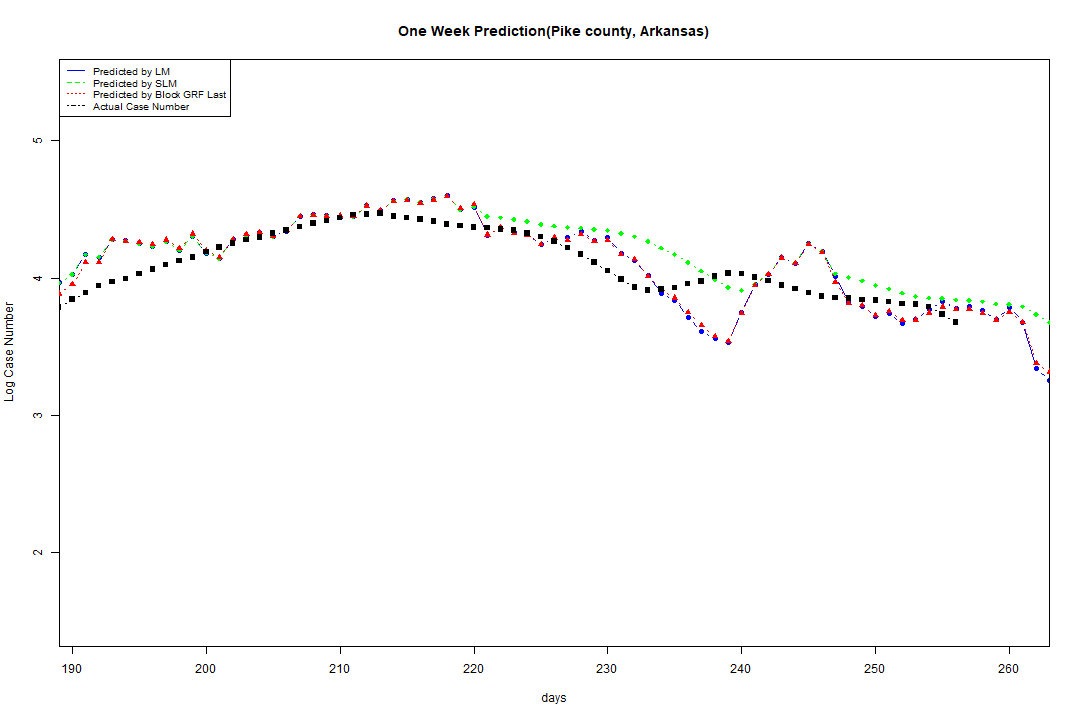 One Week Prediction(Pike county, Arkansas)
Predicted by LM
Predicted by SLM
Predicted by Block GRF Last
Actual Case Number
5
4
3
2
Log Case Number
190 200 210 220 230 240 250 260
days